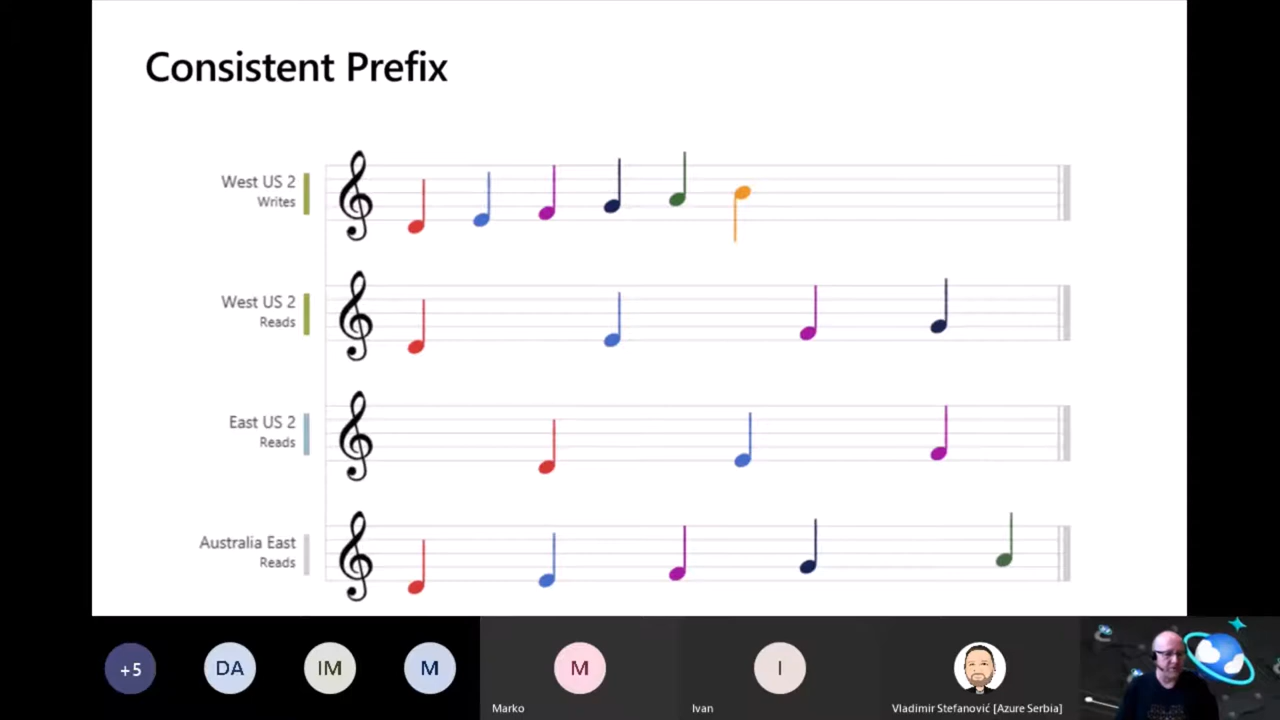 Consistent Prefix
West US 2
Writes
West US 2
Reads
East US 2
Reads
Australia East
Reads
+5
DA
IM
M
M
I
Marko
Ivan
Vladimir Stefanović [Azure Serbia]